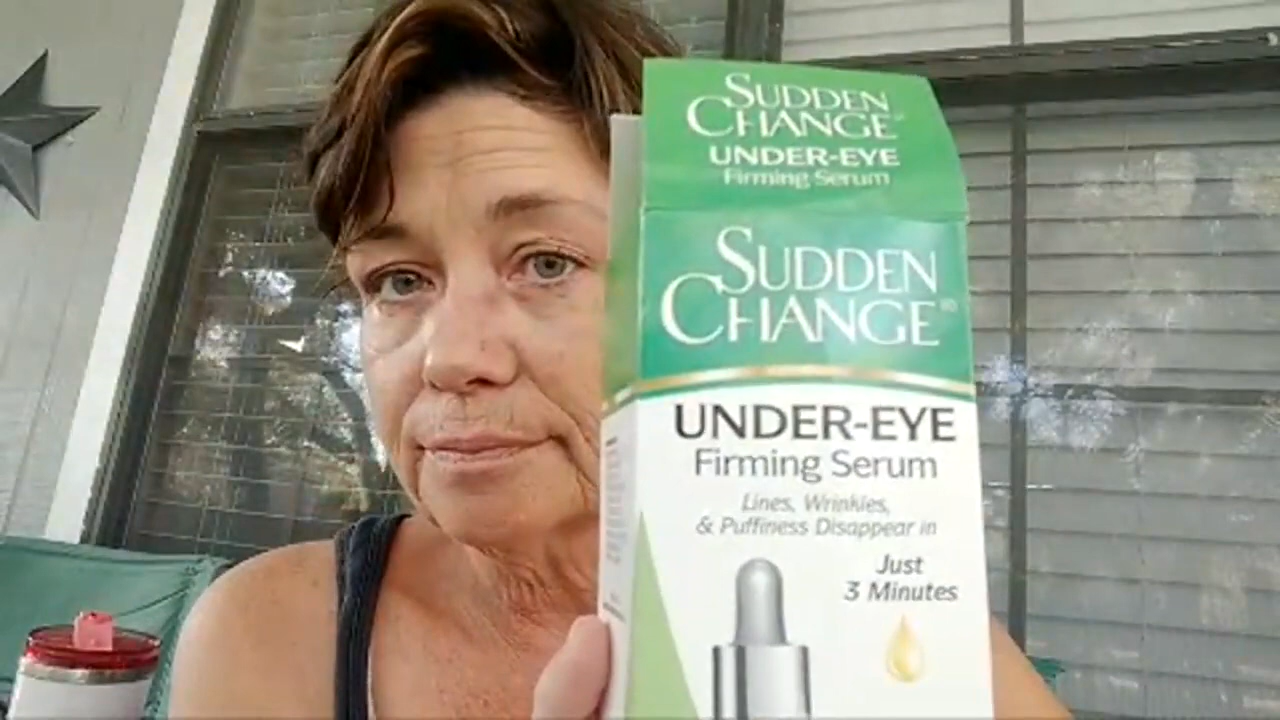 SUDDEN
CHANGE®
UNDER-EYE
Firming Serum
SUDDEN
CHANGE®
UNDER-EYE
Firming Serum
Lines, Wrinkles,
& Puffiness Disappear in
Just
3 Minutes